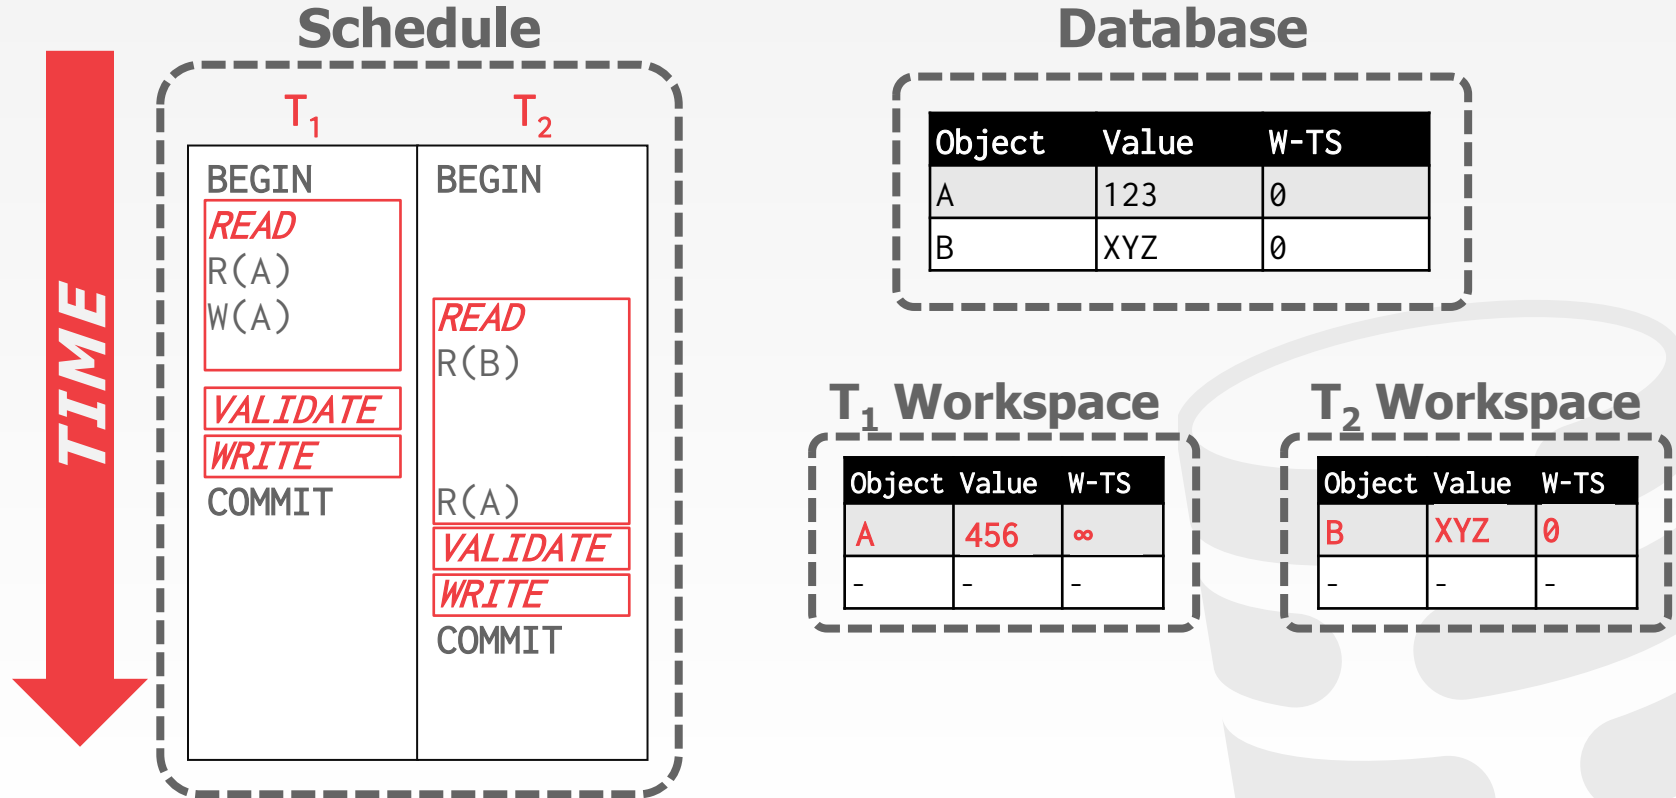 Schedule
TIME
T1 T2
BEGIN BEGIN
READ
R(A)
W(A) READ
R(B)
VALIDATE
WRITE
COMMIT R(A)
VALIDATE
WRITE
COMMIT
Database
Object Value W-TS
A 123 0
B XYZ 0
T1 Workspace
Object Value W-TS
A 456 ∞
- - -
T2 Workspace
Object Value W-TS
B XYZ 0
- - -